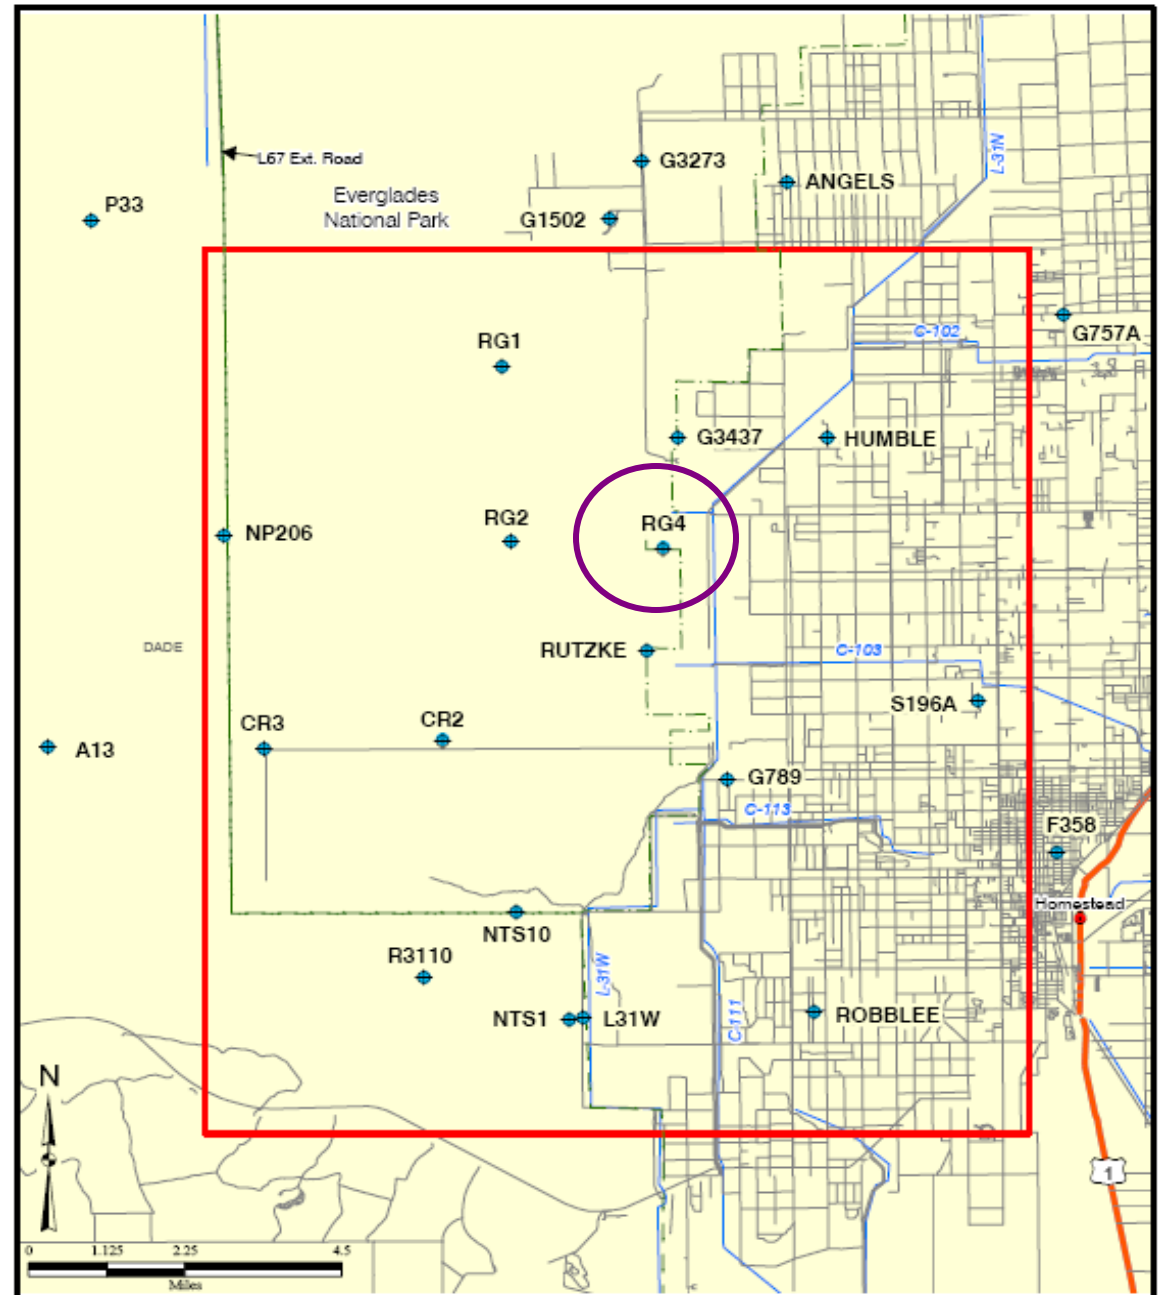 L-31N
L67 Ext. Road
G3273
ANGELS
Everglades
National Park
P33
G1502
G757A
C-102
RG1
G3437
HUMBLE
RG2
RG4
NP206
DADE
RUTZKE
C-103
S196A
CR3
CR2
A13
G789
C-113
F358
Homestead
NTS10
R3110
L-31W
NTS1
L31W
C-111
ROBBLEE
N
1
0 1.125 2.25 4.5
Miles